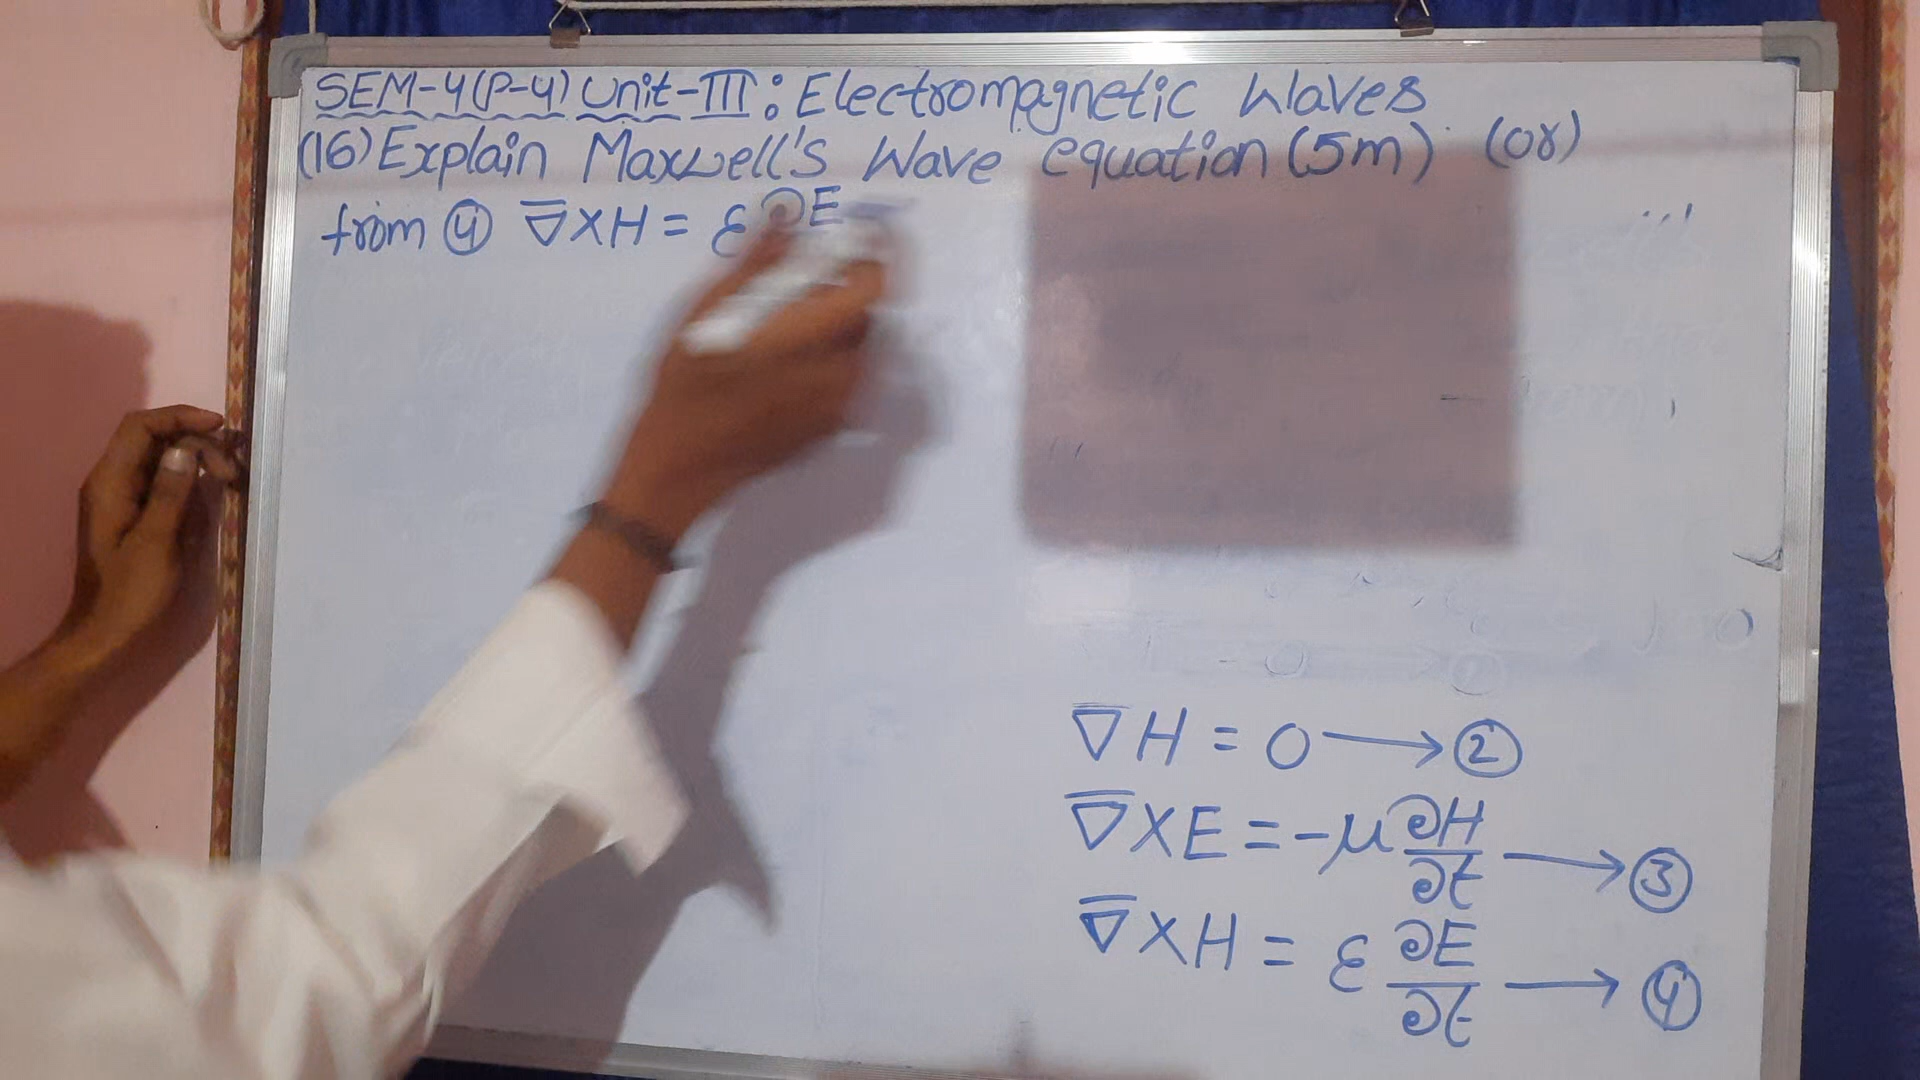 SEM-4(P-4) Unit-III: Electromagnetic Waves
(16) Explain Maxwell's Wave equation (5m) (or)
from ④ ∇̅XH = ε ∂E
∇̅H = 0 ⟶ ②
∇̅XE = -μ ∂H/∂t ⟶ ③
∇̅XH = ε ∂E/∂t ⟶ ④